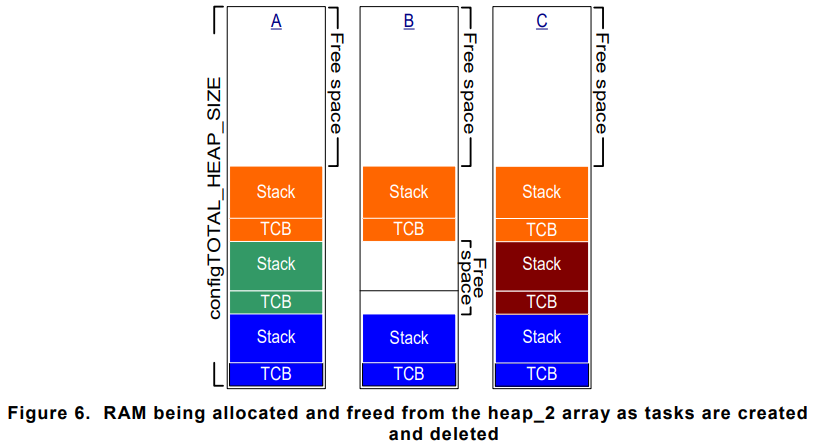 A
B
C
configTOTAL_HEAP_SIZE
Free space
Free space
Free space
Stack
Stack
Stack
TCB
TCB
TCB
Stack
Free
space
Stack
TCB
TCB
Stack
Stack
Stack
TCB
TCB
TCB
Figure 6. RAM being allocated and freed from the heap_2 array as tasks are created
and deleted